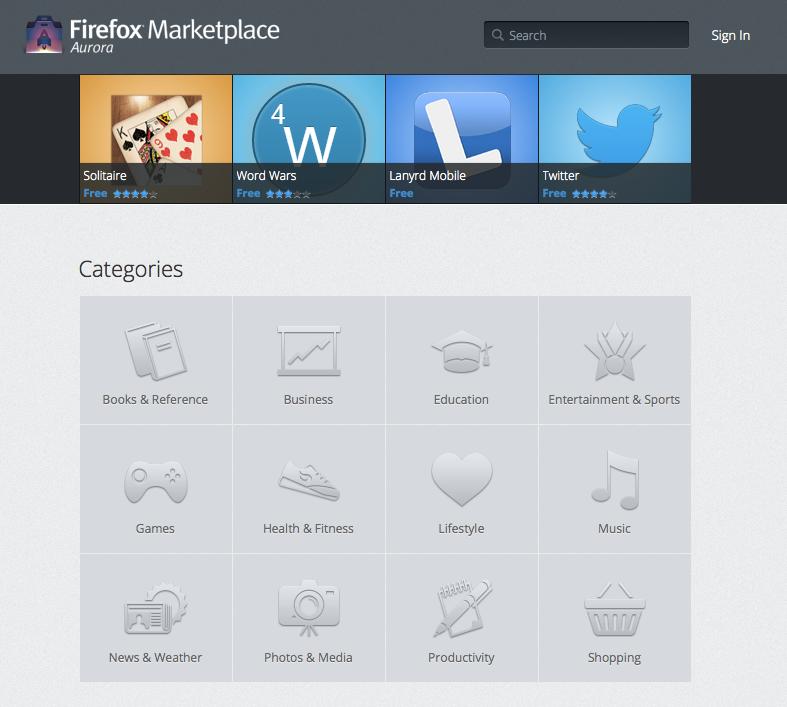 Firefox Marketplace
Aurora
Search
Sign In
4
W
K
9
L
Solitaire
Word Wars
Lanyrd Mobile
Twitter
Free
Free
Free
Free
Categories
Books & Reference
Business
Education
Entertainment & Sports
Games
Health & Fitness
Lifestyle
Music
News & Weather
Photos & Media
Productivity
Shopping